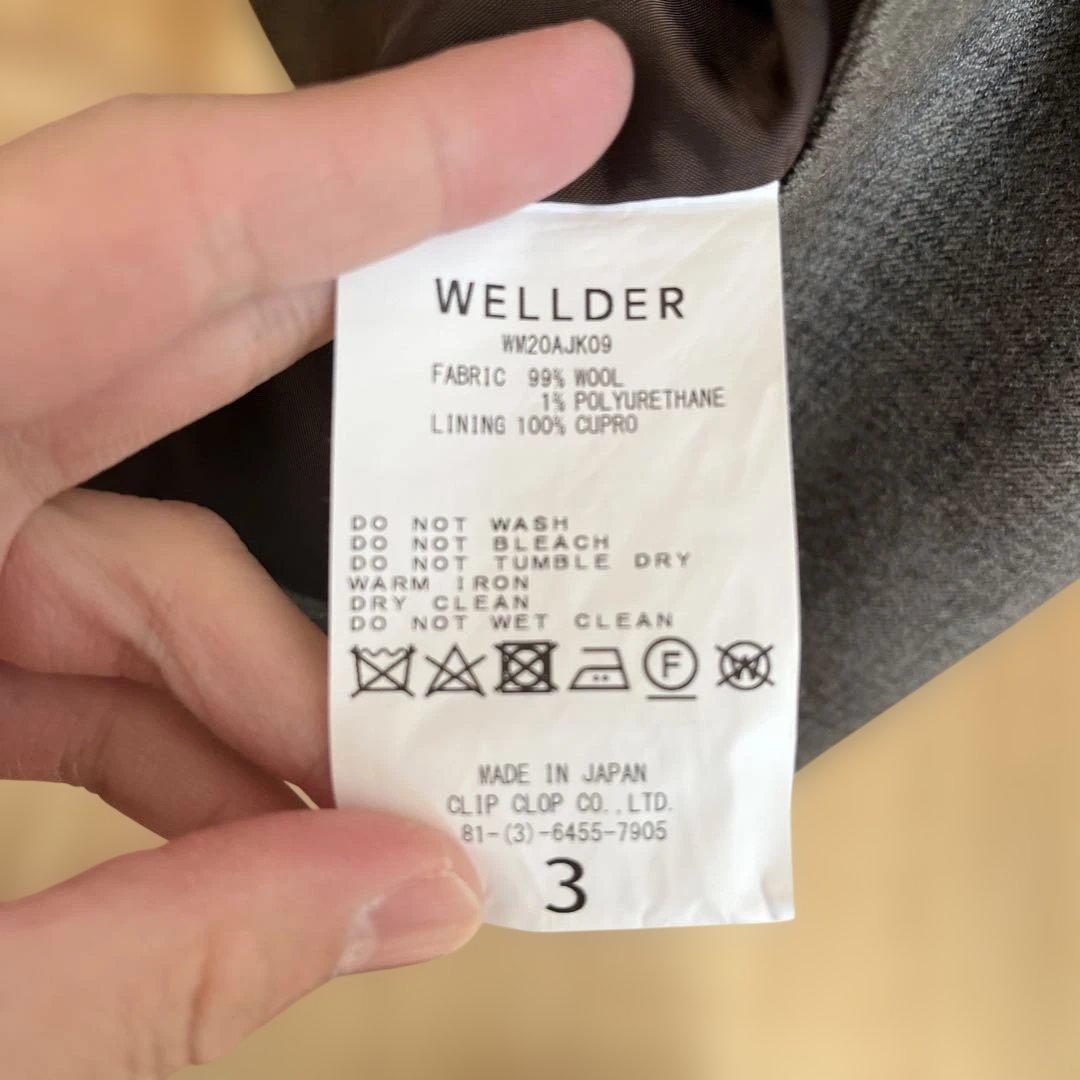 WELLDER
WM20AJK09
FABRIC 99% WOOL
1% POLYURETHANE
LINING 100% CUPRO
DO NOT WASH
DO NOT BLEACH
DO NOT TUMBLE DRY
WARM IRON
DRY CLEAN
DO NOT WET CLEAN
F W
MADE IN JAPAN
CLIP CLOP CO.,LTD.
81-(3)-6455-7905
3